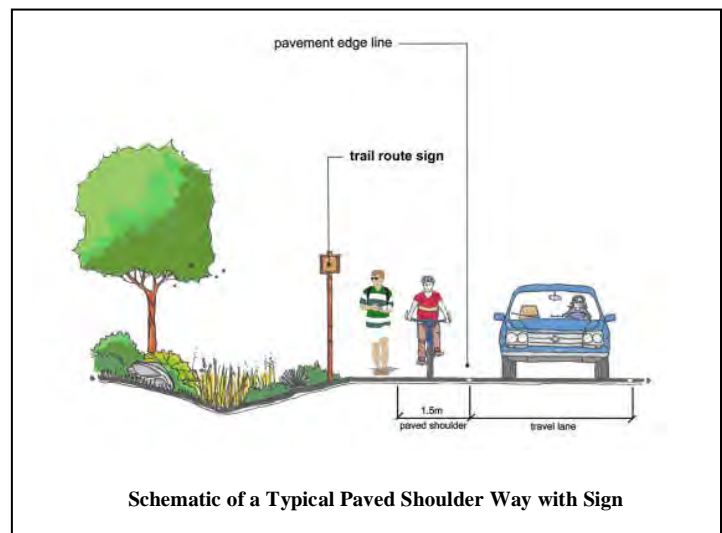 pavement edge line
trail route sign
1.5m
paved shoulder
travel lane
Schematic of a Typical Paved Shoulder Way with Sign